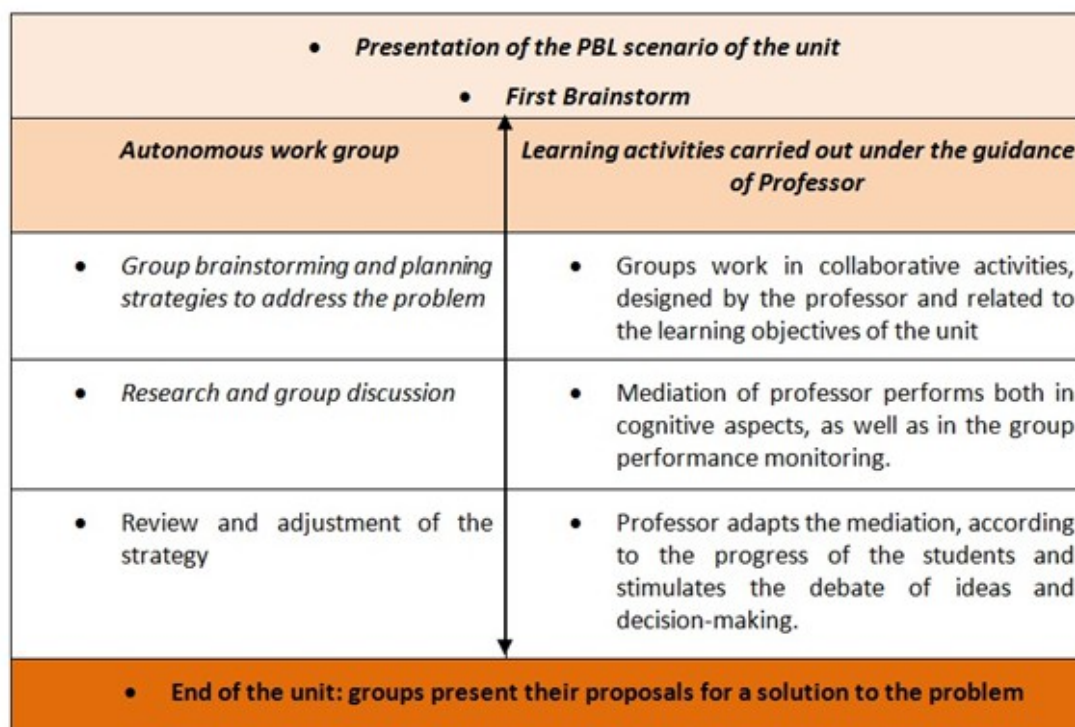 • Presentation of the PBL scenario of the unit
• First Brainstorm
Autonomous work group
Learning activities carried out under the guidance
of Professor
• Group brainstorming and planning
strategies to address the problem
• Groups work in collaborative activities,
designed by the professor and related to
the learning objectives of the unit
• Research and group discussion
• Mediation of professor performs both in
cognitive aspects, as well as in the group
performance monitoring.
• Review and adjustment of the
strategy
• Professor adapts the mediation, according
to the progress of the students and
stimulates the debate of ideas and
decision-making.
• End of the unit: groups present their proposals for a solution to the problem